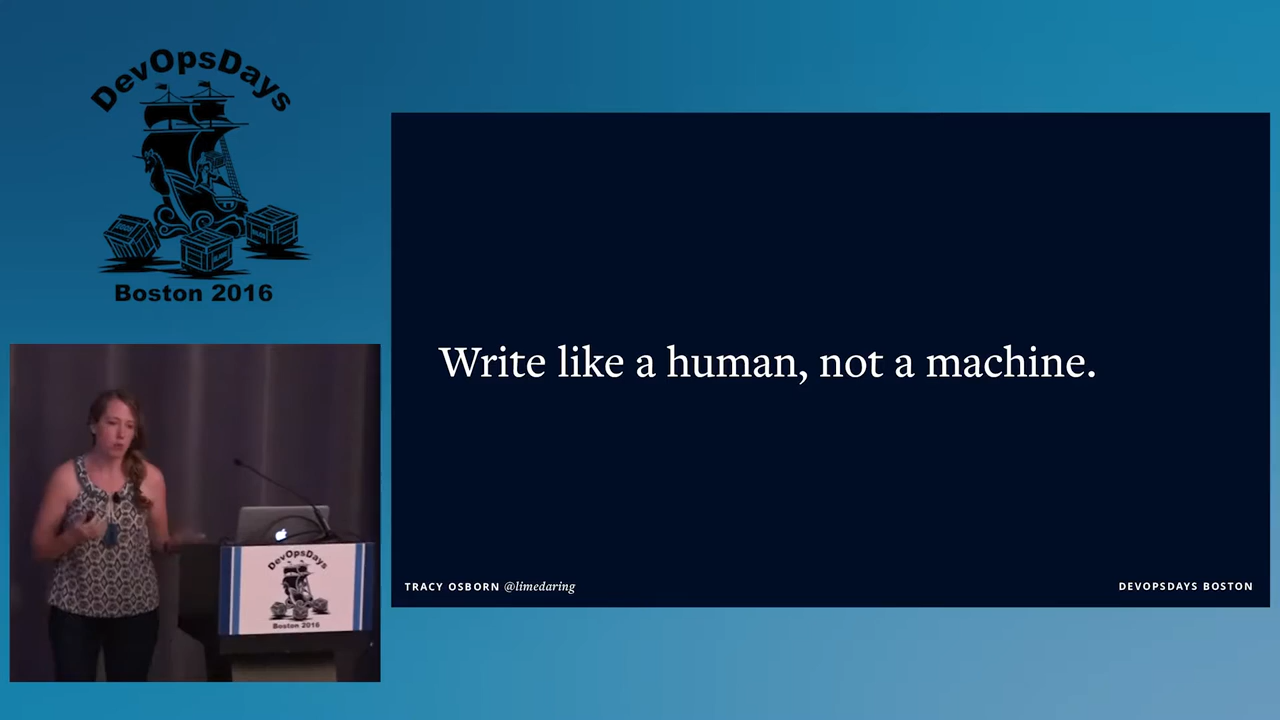 DevOpsDays
Boston 2016
Write like a human, not a machine.
TRACY OSBORN @limedaring
DEVOPSDAYS BOSTON
DevOpsDays
Boston 2016